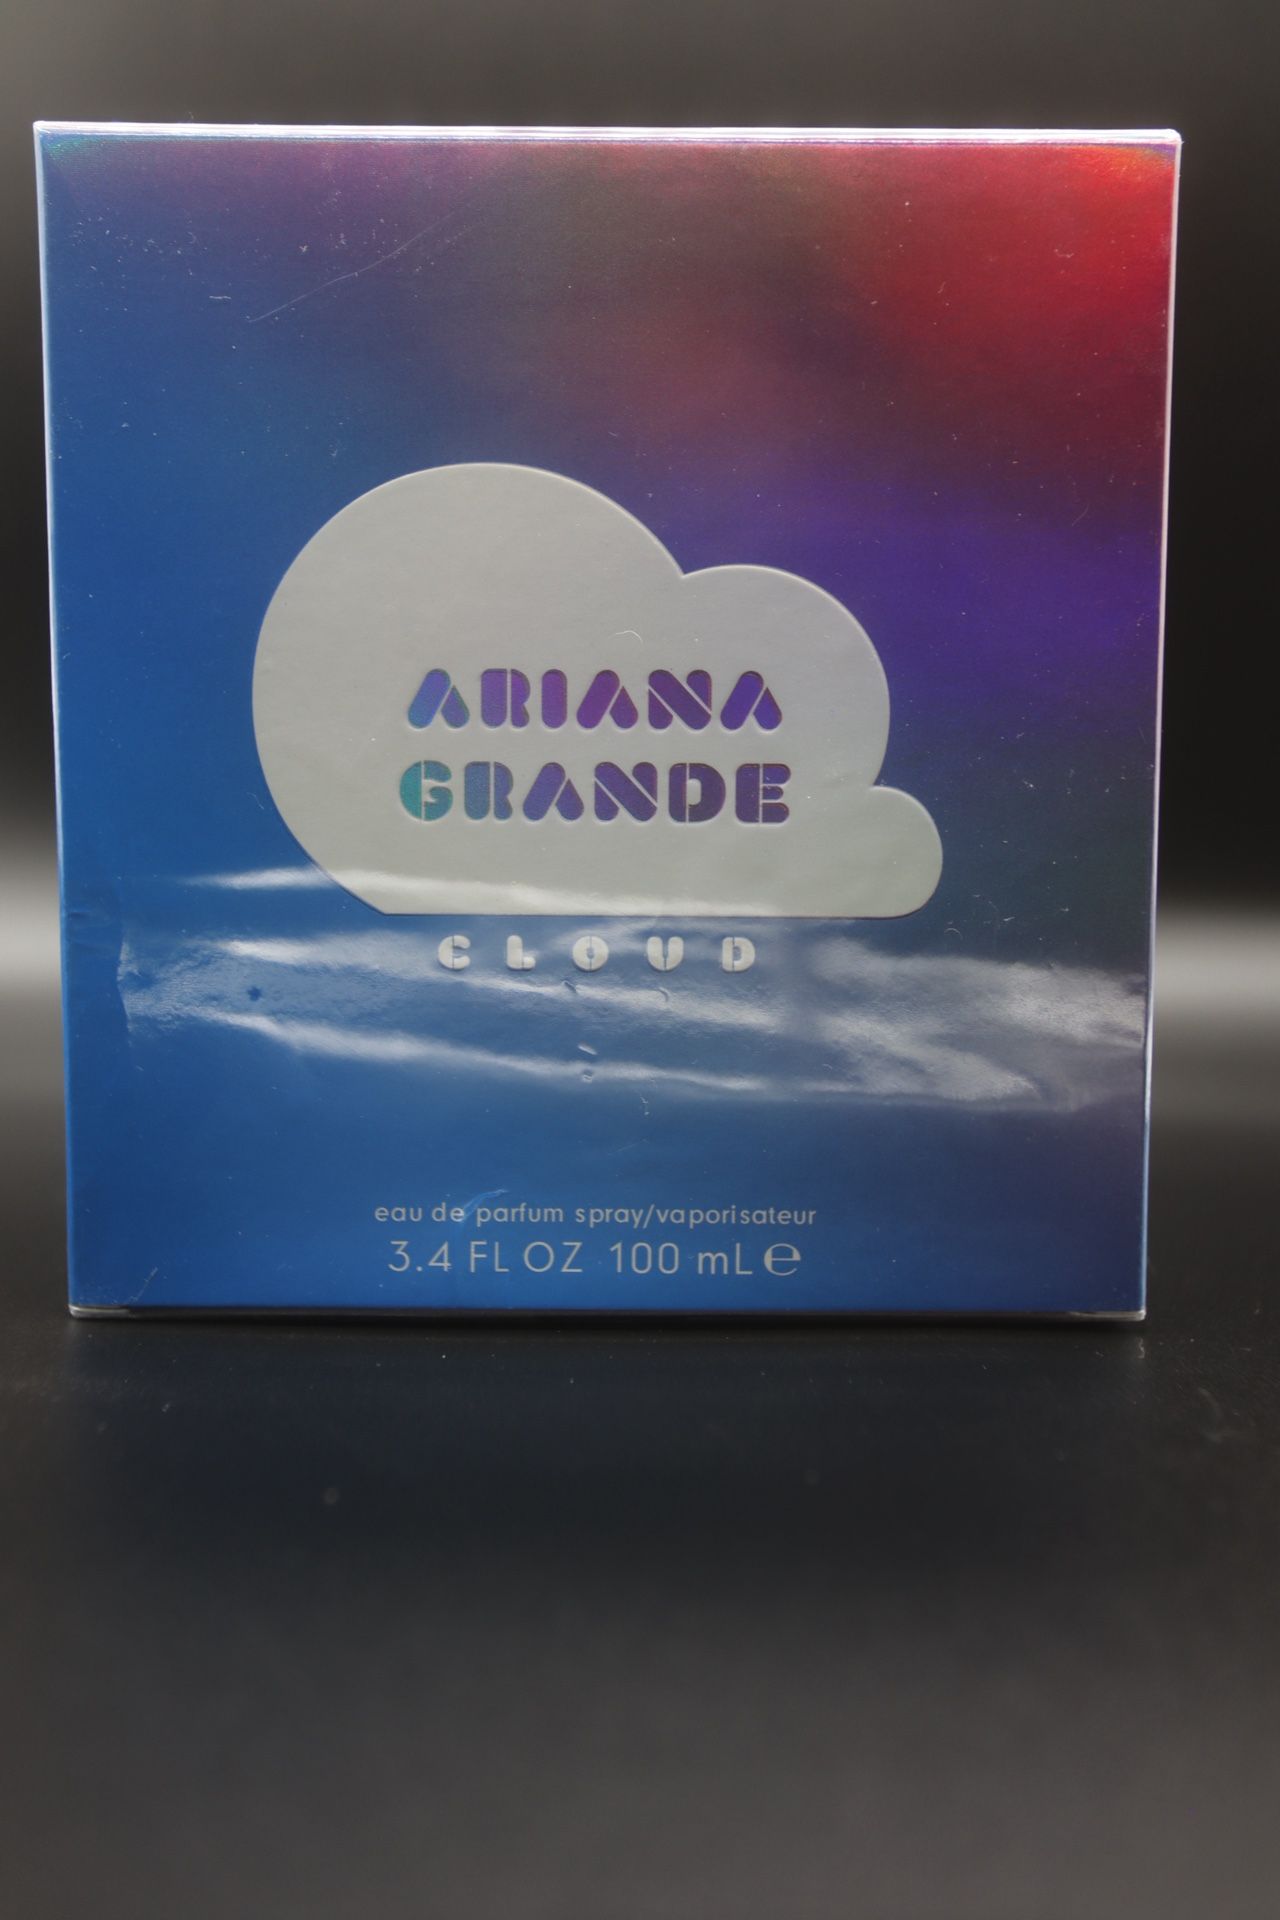 ARIANA
GRANDE
CLOUD
eau de parfum spray/vaporisateur
3.4 FL OZ 100 mL ℮